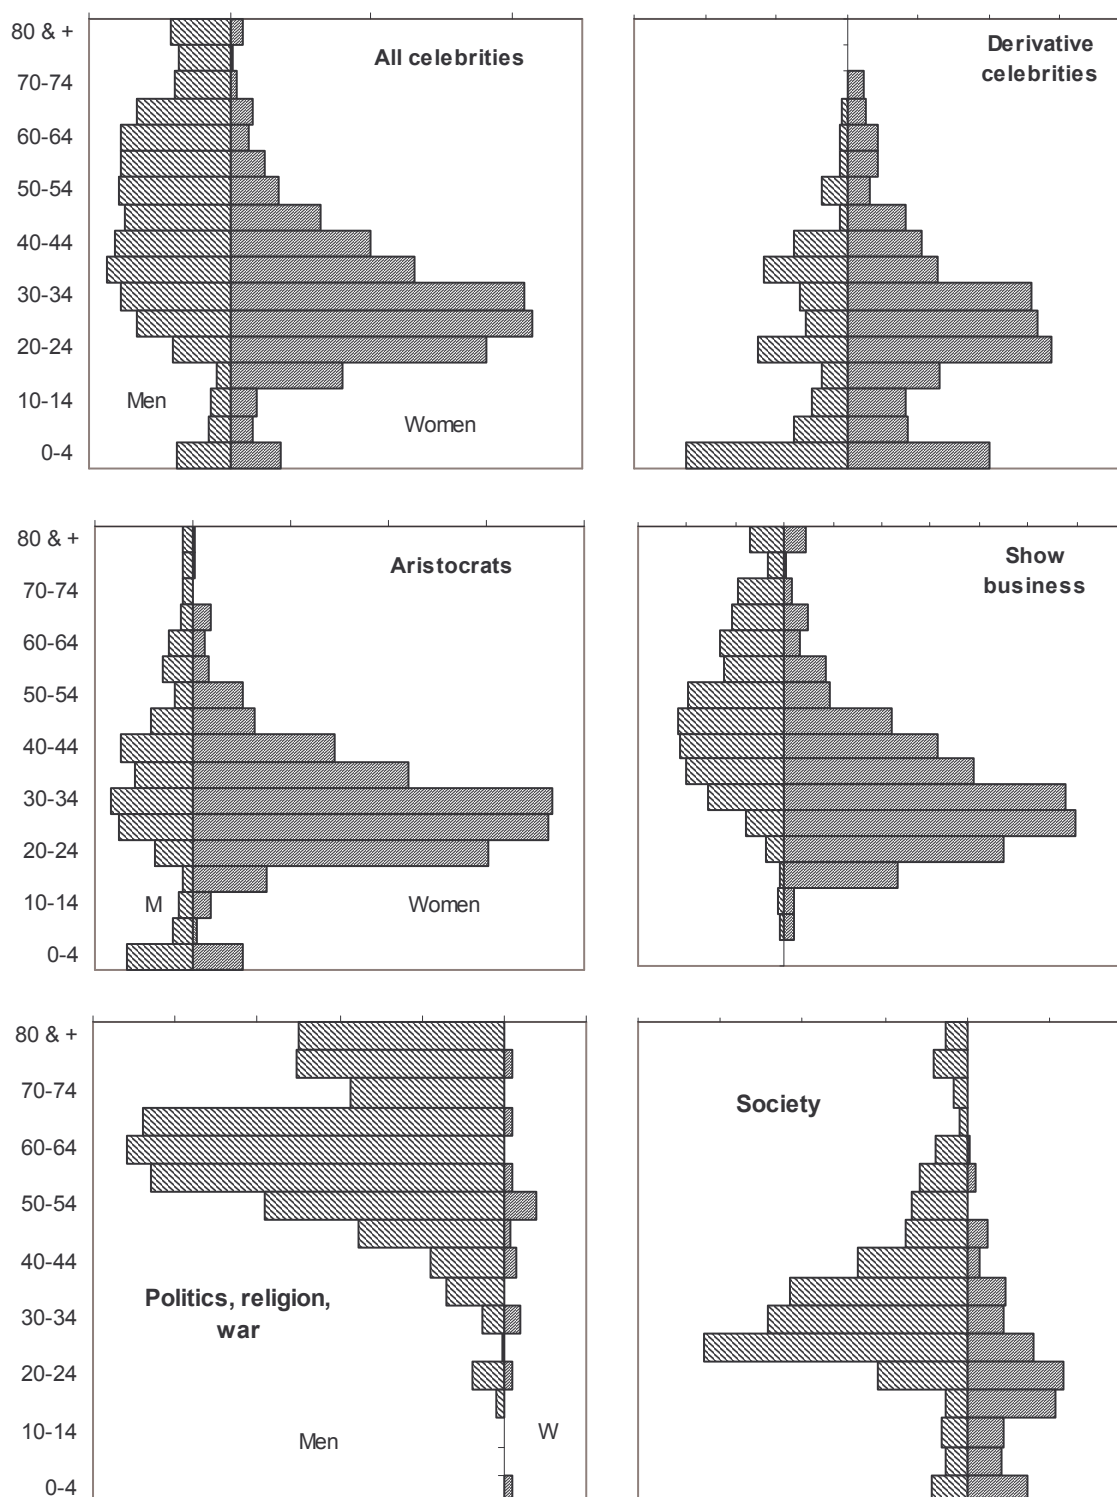 80 & +
70-74
60-64
50-54
40-44
30-34
20-24
10-14
0-4
All celebrities
Men
Women
Derivative
celebrities
80 & +
70-74
60-64
50-54
40-44
30-34
20-24
10-14
0-4
Aristocrats
M
Women
Show
business
80 & +
70-74
60-64
50-54
40-44
30-34
20-24
10-14
0-4
Politics, religion,
war
Men
W
Society